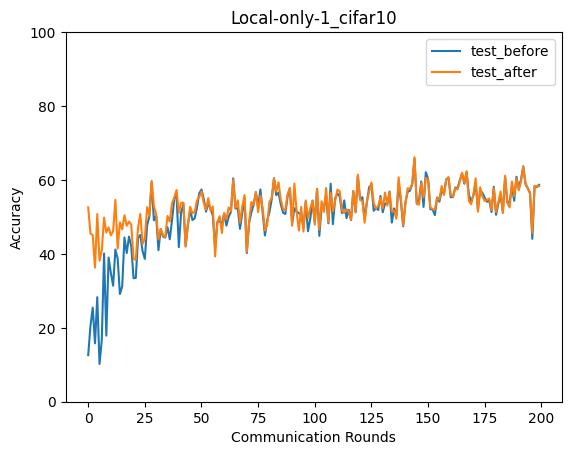 Local-only-1_cifar10
100
80
60
40
20
0
Accuracy
test_before
test_after
0 25 50 75 100 125 150 175 200
Communication Rounds